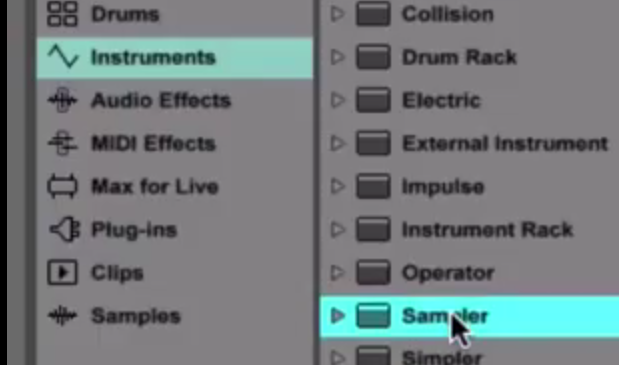 Drums
Instruments
Audio Effects
MIDI Effects
Max for Live
Plug-ins
Clips
Samples
Collision
Drum Rack
Electric
External Instrument
Impulse
Instrument Rack
Operator
Sampler
Simpler